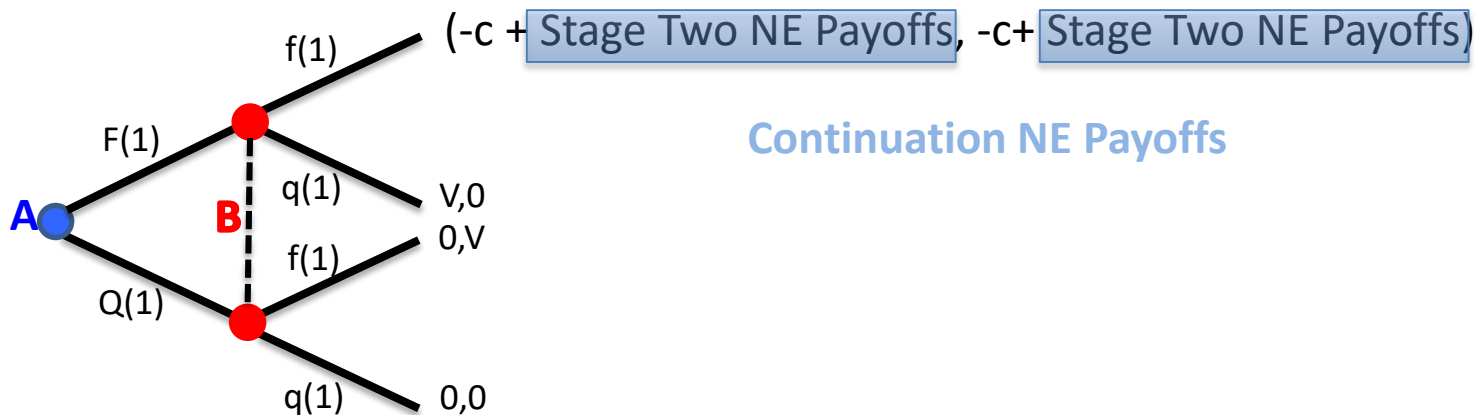 (-c + Stage Two NE Payoffs, -c+ Stage Two NE Payoffs)
f(1)
F(1)
Continuation NE Payoffs
q(1)
V,0
A
B
0,V
f(1)
Q(1)
q(1)
0,0